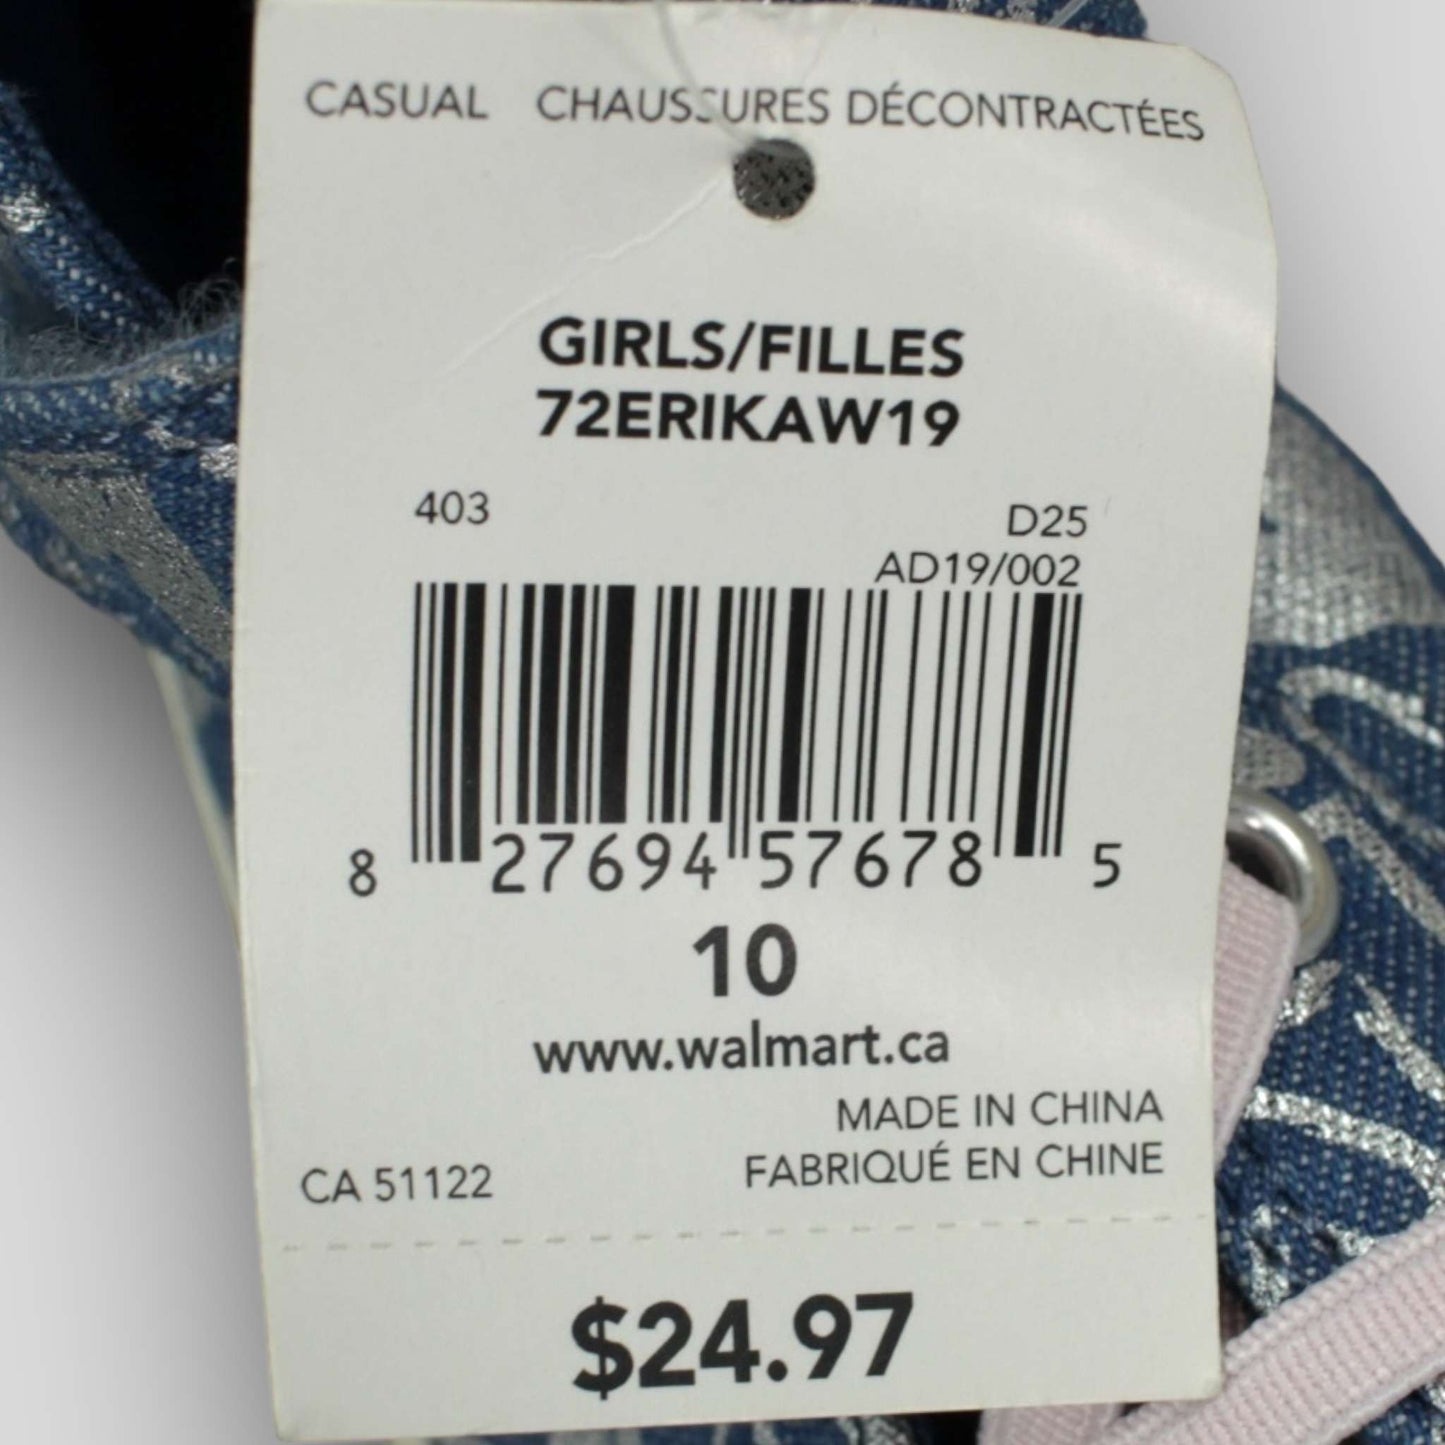 CASUAL CHAUSSURES DÉCONTRACTÉES
GIRLS/FILLES
72ERIKAW19
403 D25
AD19/002
8 27694 57678 5
10
www.walmart.ca
MADE IN CHINA
FABRIQUÉ EN CHINE
CA 51122
$24.97